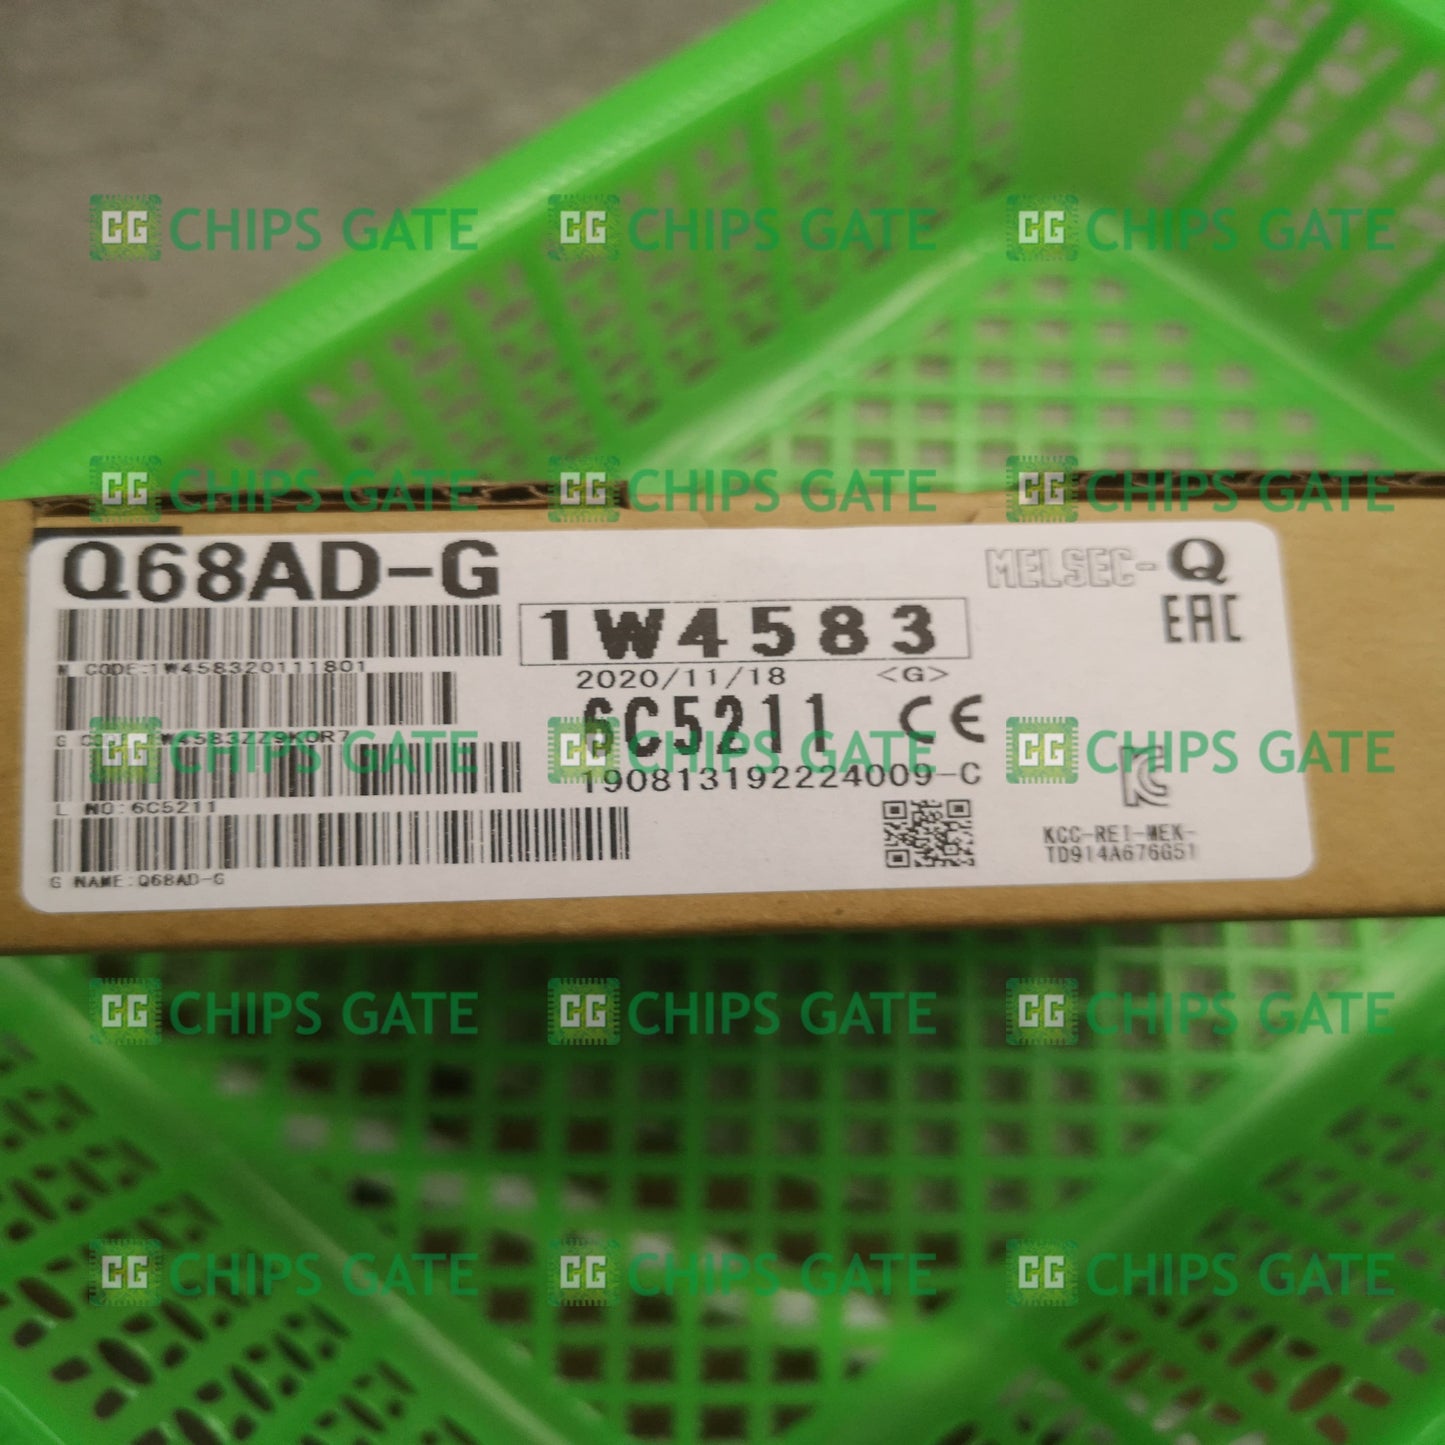 CG CHIPS GATE CG CHIPS GATE CG CHIPS GATE
CG CHIPS GATE CG CHIPS GATE CG CHIPS GATE
Q68AD-G
MELSEC-Q
EAC
1W4583
N CODE:1W458320111801
2020/11/18 <G>
6C5211 CE
G CODE:1W4583ZZ9K0R7
CG CHIPS GATE CG CHIPS GATE CG CHIPS GATE
190813192224009-C
L NO:6C5211
KCC-REI-MEK-
TD914A676G51
G NAME:Q68AD-G
CG CHIPS GATE CG CHIPS GATE CG CHIPS GATE
CG CHIPS GATE CG CHIPS GATE CG CHIPS GATE